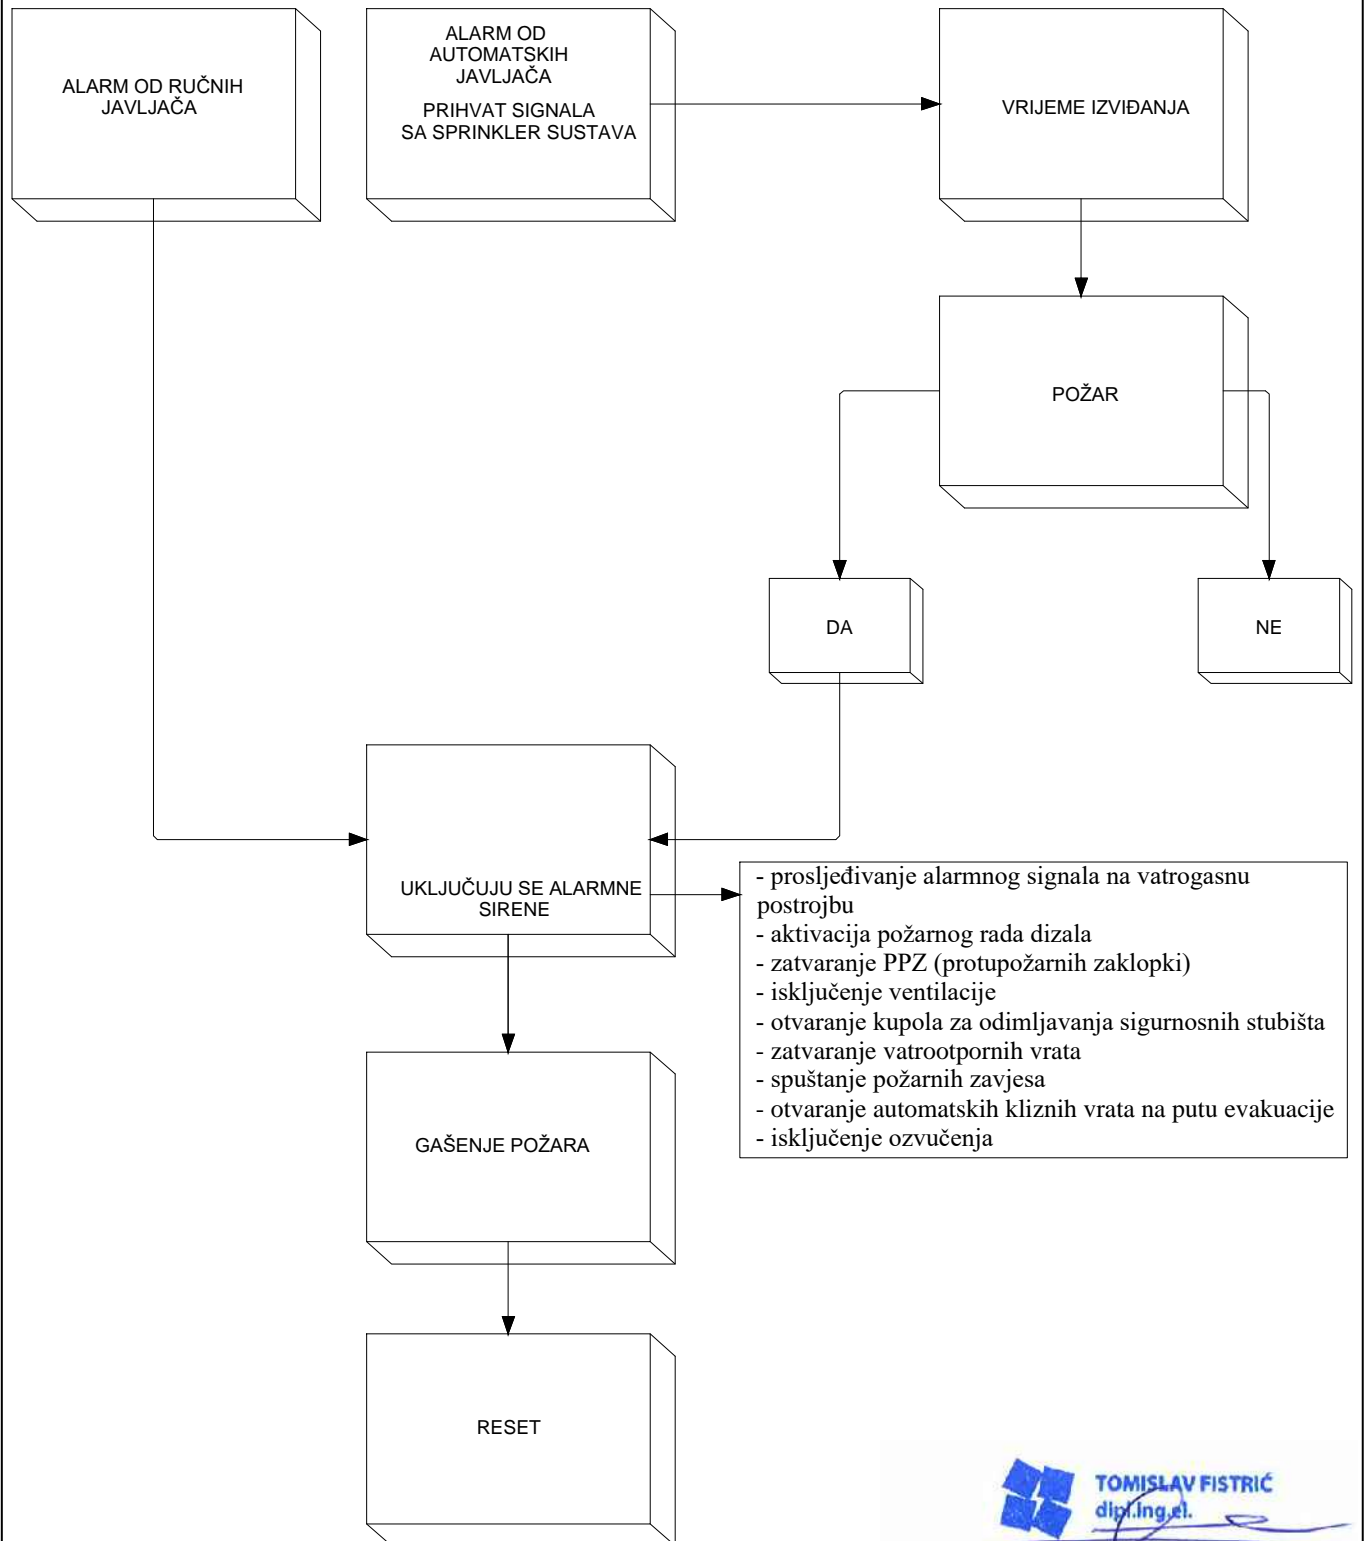 ALARM OD RUČNIH
JAVLJAČA
ALARM OD
AUTOMATSKIH
JAVLJAČA
PRIHVAT SIGNALA
SA SPRINKLER SUSTAVA
VRIJEME IZVIĐANJA
POŽAR
DA
NE
UKLJUČUJU SE ALARMNE
SIRENE
- prosljeđivanje alarmnog signala na vatrogasnu
postrojbu
- aktivacija požarnog rada dizala
- zatvaranje PPZ (protupožarnih zaklopki)
- isključenje ventilacije
- otvaranje kupola za odimljavanja sigurnosnih stubišta
- zatvaranje vatrootpornih vrata
- spuštanje požarnih zavjesa
- otvaranje automatskih kliznih vrata na putu evakuacije
- isključenje ozvučenja
GAŠENJE POŽARA
RESET
TOMISLAV FISTRIĆ
dipl.ing.el.